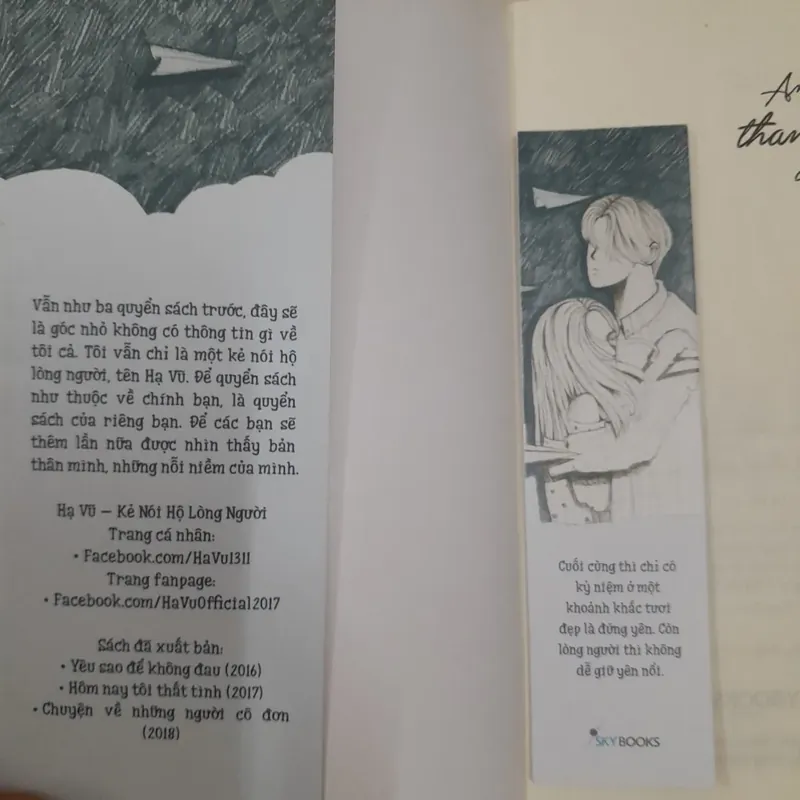 Vẫn như ba quyển sách trước, đây sẽ
là góc nhỏ không có thông tin gì về
tôi cả. Tôi vẫn chỉ là một kẻ nói hộ
lòng người, tên Hạ Vũ. Để quyển sách
như thuộc về chính bạn, là quyển
sách của riêng bạn. Để các bạn sẽ
thêm lần nữa được nhìn thấy bản
thân mình, những nỗi niềm của mình.
Hạ Vũ – Kẻ Nói Hộ Lòng Người
Trang cá nhân:
• Facebook.com/HaVu1311
Trang fanpage:
• Facebook.com/HaVuOfficial2017
Sách đã xuất bản:
• Yêu sao để không đau (2016)
• Hôm nay tôi thất tình (2017)
• Chuyện về những người cô đơn
(2018)
Cuối cùng thì chỉ có
kỷ niệm ở một
khoảnh khắc tươi
đẹp là đứng yên. Còn
lòng người thì không
dễ giữ yên nổi.
SKYBOOKS